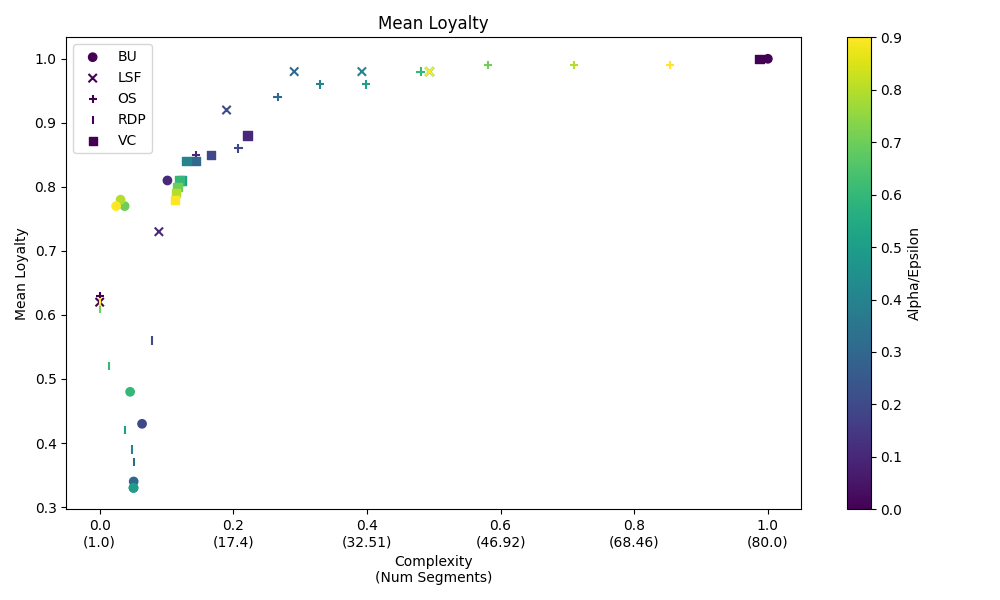 Mean Loyalty
BU
LSF
OS
RDP
VC
Mean Loyalty
1.0
0.9
0.8
0.7
0.6
0.5
0.4
0.3
0.0 0.2 0.4 0.6 0.8 1.0
(1.0) (17.4) (32.51) (46.92) (68.46) (80.0)
Complexity
(Num Segments)
0.9
0.8
0.7
0.6
0.5
0.4
0.3
0.2
0.1
0.0
Alpha/Epsilon